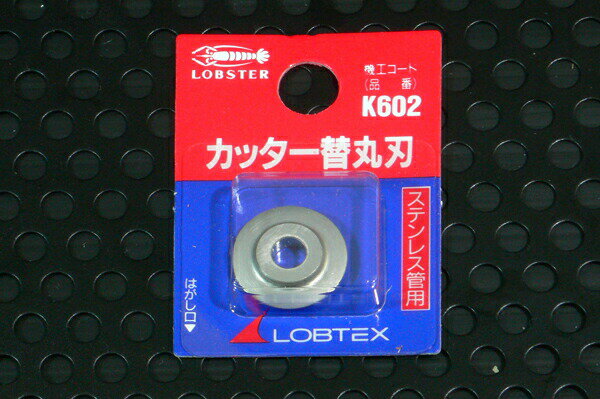 LOBSTER
機工コード
(品 番)
K602
カッター替丸刃
ステンレス管用
はがし口▽
LOBTEX